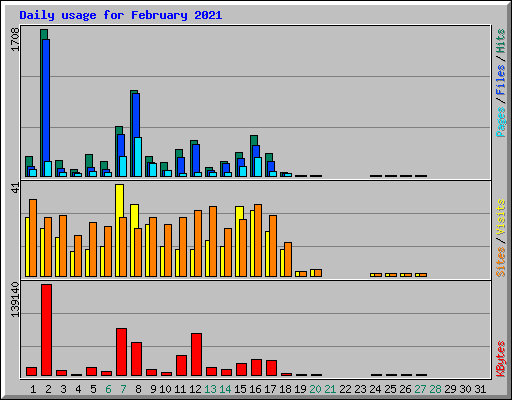 Daily usage for February 2021
1708
Pages/Files/Hits
41
Sites/Visits
139140
KBytes
1 2 3 4 5 6 7 8 9 10 11 12 13 14 15 16 17 18 19 20 21 22 23 24 25 26 27 28 29 30 31